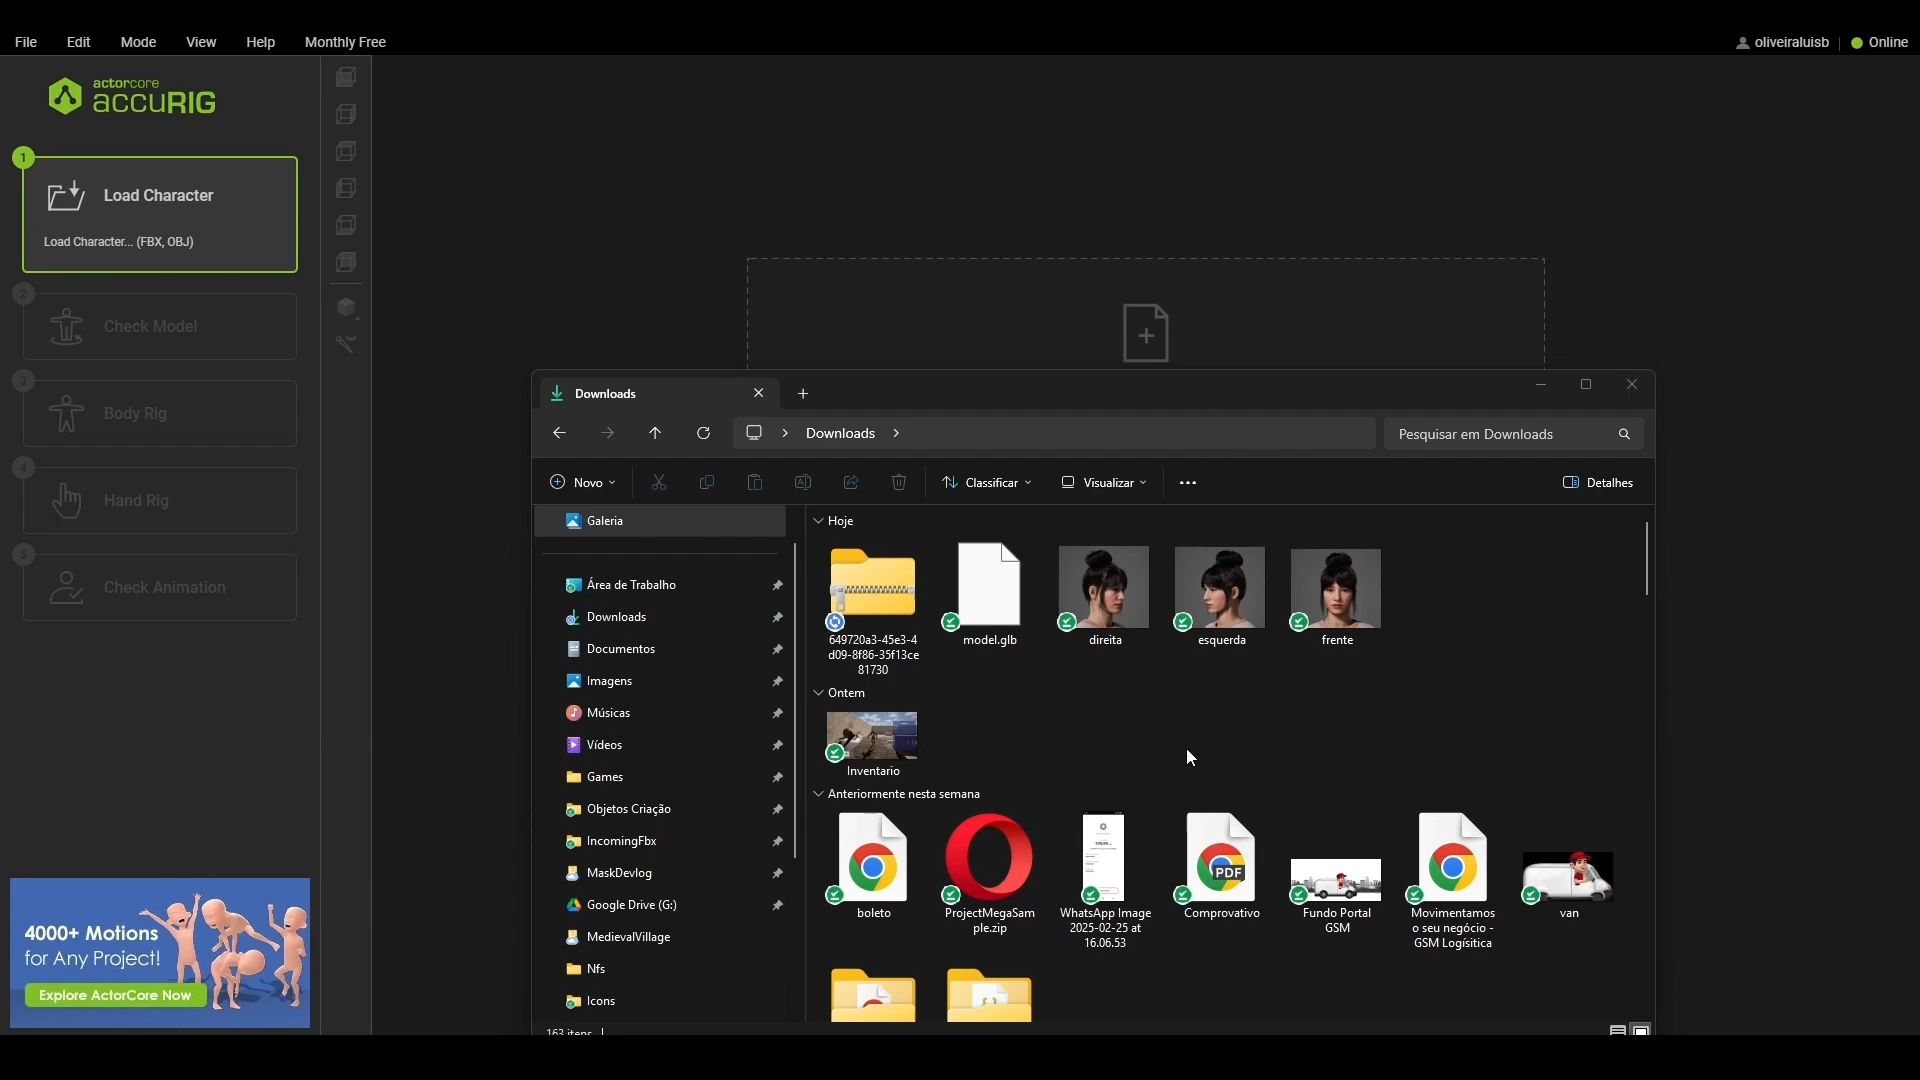 File Edit Mode View Help Monthly Free
oliveiraluisb
Online
actorcore
accuRIG
1
Load Character
Load Character... (FBX, OBJ)
2
Check Model
3
Body Rig
4
Hand Rig
5
Check Animation
4000+ Motions
for Any Project!
Explore ActorCore Now
Downloads
Downloads
Pesquisar em Downloads
Novo
Classificar
Visualizar
Detalhes
Galeria
Área de Trabalho
Downloads
Documentos
Imagens
Músicas
Vídeos
Games
Objetos Criação
IncomingFbx
MaskDevlog
Google Drive (G:)
MedievalVillage
Nfs
Icons
Hoje
649720a3-45e3-4
d09-8f86-35f13ce
81730
model.glb
direita
esquerda
frente
Ontem
Inventario
Anteriormente nesta semana
boleto
ProjectMegaSam
ple.zip
WhatsApp Image
2025-02-25 at
16.06.53
PDF
Comprovativo
Fundo Portal
GSM
Movimentamos
o seu negócio -
GSM Logísitica
van
163 itens